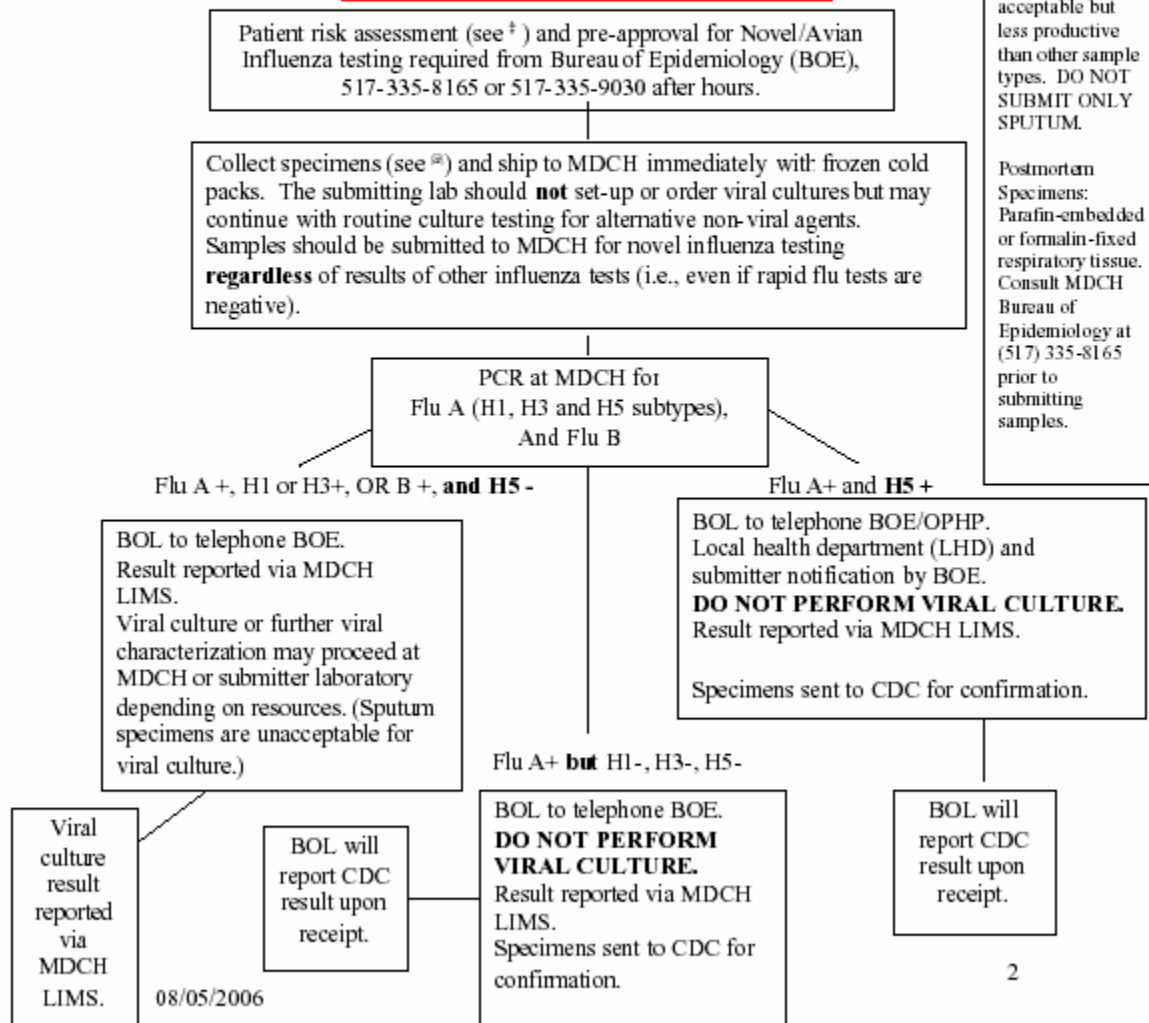 Patient risk assessment (see ‡) and pre-approval for Novel/Avian
Influenza testing required from Bureau of Epidemiology (BOE),
517-335-8165 or 517-335-9030 after hours.
Collect specimens (see) and ship to MDCH immediately with frozen cold
packs. The submitting lab should not set-up or order viral cultures but may
continue with routine culture testing for alternative non-viral agents.
Samples should be submitted to MDCH for novel influenza testing
regardless of results of other influenza tests (i.e., even if rapid flu tests are
negative).
acceptable but
less productive
than other sample
types. DO NOT
SUBMIT ONLY
SPUTUM.
Postmortem
Specimens:
Parafin-embedded
or formalin-fixed
respiratory tissue.
Consult MDCH
Bureau of
Epidemiology at
(517) 335-8165
prior to
submitting
samples.
PCR at MDCH for
Flu A (H1, H3 and H5 subtypes),
And Flu B
Flu A +, H1 or H3+, OR B +, and H5 -
BOL to telephone BOE.
Result reported via MDCH
LIMS.
Viral culture or further viral
characterization may proceed at
MDCH or submitter laboratory
depending on resources. (Sputum
specimens are unacceptable for
viral culture.)
Viral
culture
result
reported
via
MDCH
LIMS.
Flu A+ but H1-, H3-, H5-
BOL to telephone BOE.
DO NOT PERFORM
VIRAL CULTURE.
Result reported via MDCH
LIMS.
Specimens sent to CDC for
confirmation.
BOL will
report CDC
result upon
receipt.
Flu A+ and H5 +
BOL to telephone BOE/OPHP.
Local health department (LHD) and
submitter notification by BOE.
DO NOT PERFORM VIRAL CULTURE.
Result reported via MDCH LIMS.
Specimens sent to CDC for confirmation.
BOL will
report CDC
result upon
receipt.
08/05/2006
2